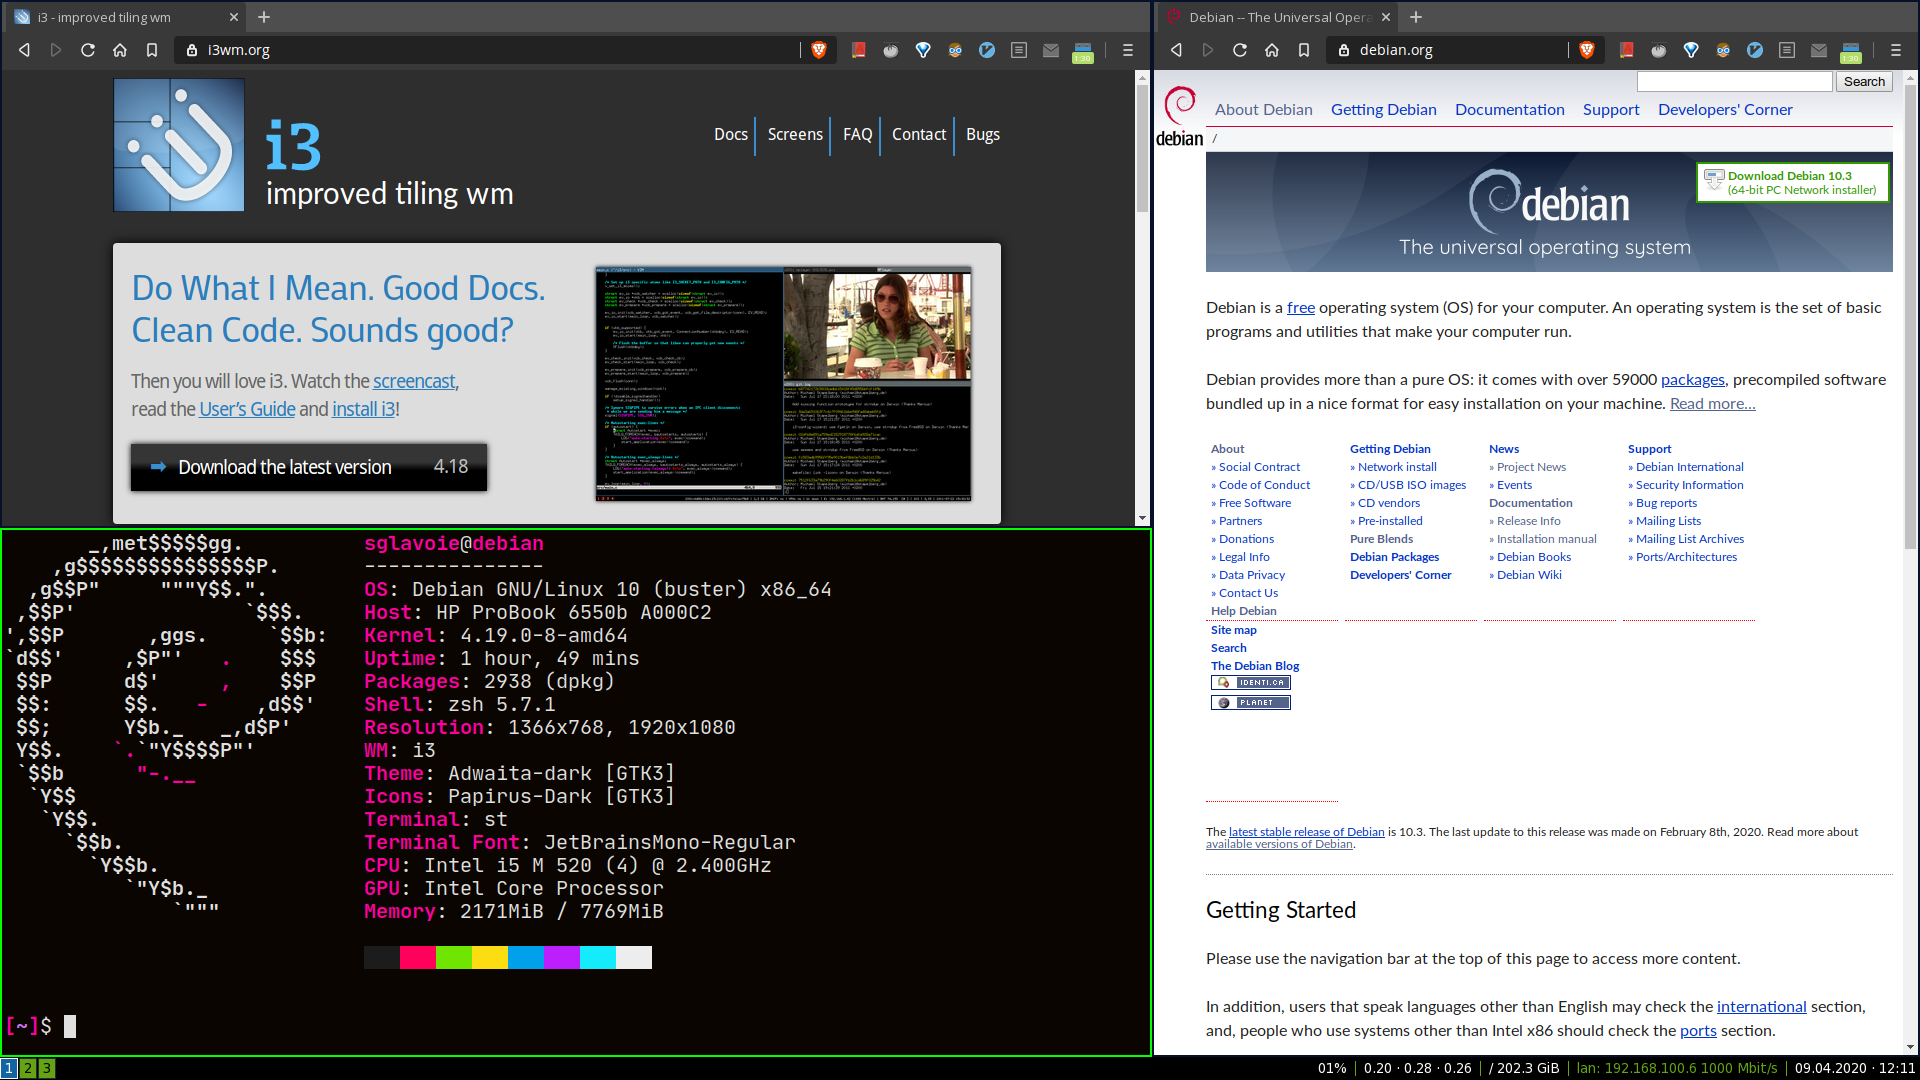 i3 - improved tiling wm
i3wm.org
1:30
i3
improved tiling wm
Docs
Screens
FAQ
Contact
Bugs
Do What I Mean. Good Docs.
Clean Code. Sounds good?
Then you will love i3. Watch the screencast,
read the User's Guide and install i3!
Download the latest version 4.18
_,met$$$$$gg.
,g$$$$$$$$$$$$$$$P.
,g$$P" """Y$$.".
,$$P' `$$$.
',$$P ,ggs. `$$b:
`d$$' ,$P"' . $$$
$$P d$' , $$P
$$: $$. - ,d$$'
$$; Y$b._ _,d$P'
Y$$. `.`"Y$$$$P"'
`$$b "-.__
`Y$$
`Y$$.
`$$b.
`Y$$b.
`"Y$b._
`"""
sglavoie@debian
---------------
OS: Debian GNU/Linux 10 (buster) x86_64
Host: HP ProBook 6550b A000C2
Kernel: 4.19.0-8-amd64
Uptime: 1 hour, 49 mins
Packages: 2938 (dpkg)
Shell: zsh 5.7.1
Resolution: 1366x768, 1920x1080
WM: i3
Theme: Adwaita-dark [GTK3]
Icons: Papirus-Dark [GTK3]
Terminal: st
Terminal Font: JetBrainsMono-Regular
CPU: Intel i5 M 520 (4) @ 2.400GHz
GPU: Intel Core Processor
Memory: 2171MiB / 7769MiB
[~]$
Debian -- The Universal Opera
debian.org
1:30
Search
debian
About Debian
Getting Debian
Documentation
Support
Developers' Corner
/
debian
The universal operating system
Download Debian 10.3
(64-bit PC Network installer)
Debian is a free operating system (OS) for your computer. An operating system is the set of basic
programs and utilities that make your computer run.
Debian provides more than a pure OS: it comes with over 59000 packages, precompiled software
bundled up in a nice format for easy installation on your machine. Read more...
About
» Social Contract
» Code of Conduct
» Free Software
» Partners
» Donations
» Legal Info
» Data Privacy
» Contact Us
Help Debian
Getting Debian
» Network install
» CD/USB ISO images
» CD vendors
» Pre-installed
Pure Blends
Debian Packages
Developers' Corner
News
» Project News
» Events
Documentation
» Release Info
» Installation manual
» Debian Books
» Debian Wiki
Support
» Debian International
» Security Information
» Bug reports
» Mailing Lists
» Mailing List Archives
» Ports/Architectures
Site map
Search
The Debian Blog
IDENTI.CA
PLANET
The latest stable release of Debian is 10.3. The last update to this release was made on February 8th, 2020. Read more about
available versions of Debian.
Getting Started
Please use the navigation bar at the top of this page to access more content.
In addition, users that speak languages other than English may check the international section,
and, people who use systems other than Intel x86 should check the ports section.
1 2 3
01% | 0.20 · 0.28 · 0.26 | / 202.3 GiB | lan: 192.168.100.6 1000 Mbit/s | 09.04.2020 · 12:11